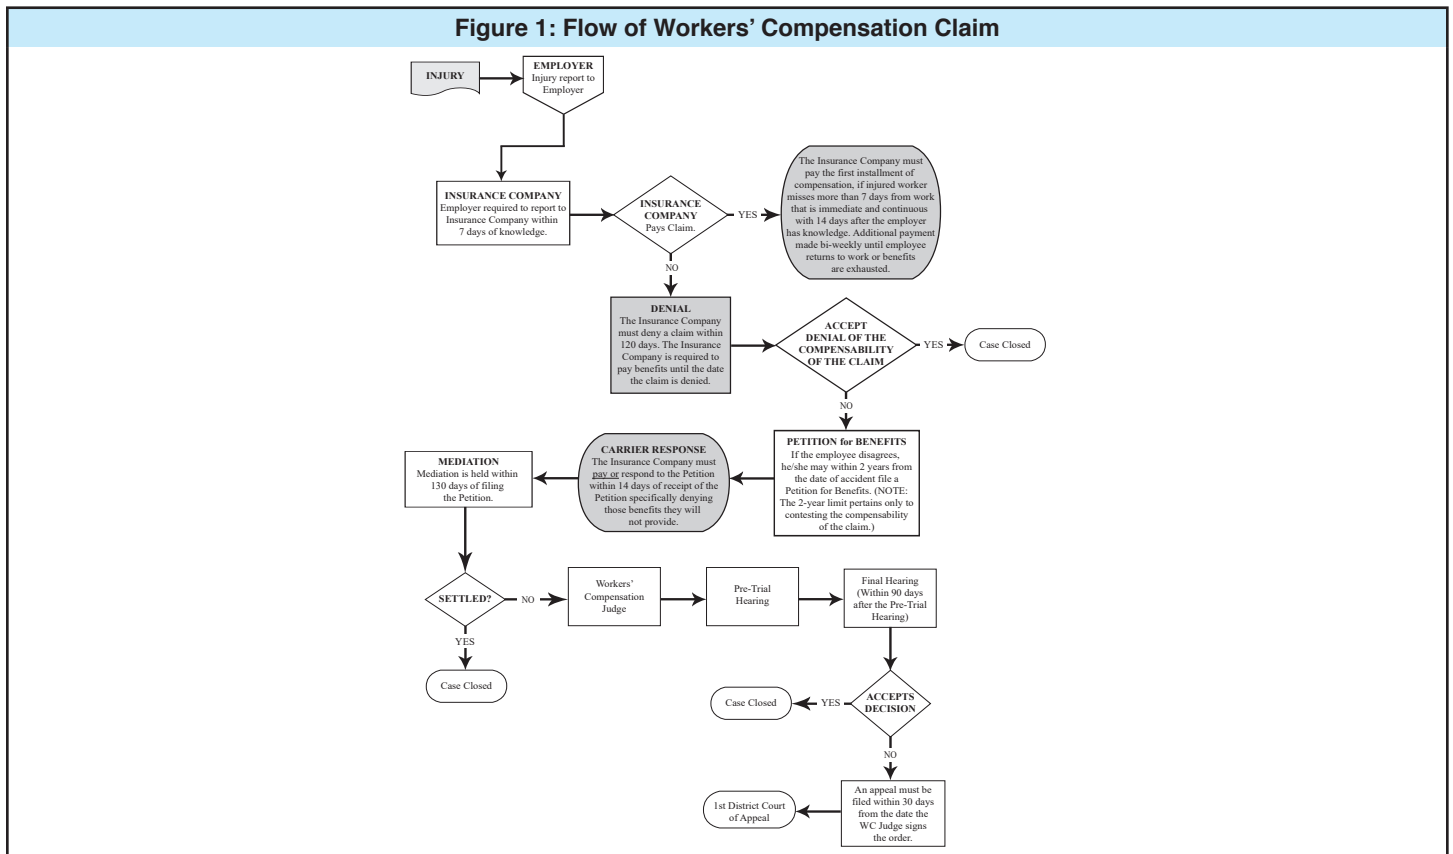 Figure 1: Flow of Workers’ Compensation Claim
INJURY
EMPLOYER
Injury report to
Employer
INSURANCE COMPANY
Employer required to report to
Insurance Company within
7 days of knowledge.
INSURANCE
COMPANY
Pays Claim.
YES
The Insurance Company must
pay the first installment of
compensation, if injured worker
misses more than 7 days from work
that is immediate and continuous
with 14 days after the employer
has knowledge. Additional payment
made bi-weekly until employee
returns to work or benefits
are exhausted.
NO
DENIAL
The Insurance Company
must deny a claim within
120 days. The Insurance
Company is required to
pay benefits until the date
the claim is denied.
ACCEPT
DENIAL OF THE
COMPENSABILITY
OF THE CLAIM
YES
Case Closed
NO
PETITION for BENEFITS
If the employee disagrees,
he/she may within 2 years from
the date of accident file a
Petition for Benefits. (NOTE:
The 2-year limit pertains only to
contesting the compensability
of the claim.)
CARRIER RESPONSE
The Insurance Company must
pay or respond to the Petition
within 14 days of receipt of the
Petition specifically denying
those benefits they will
not provide.
MEDIATION
Mediation is held within
130 days of filing
the Petition.
SETTLED?
NO
Workers’
Compensation
Judge
Pre-Trial
Hearing
Final Hearing
(Within 90 days
after the Pre-Trial
Hearing)
YES
Case Closed
ACCEPTS
DECISION
YES
Case Closed
NO
An appeal must be
filed within 30 days
from the date the
WC Judge signs
the order.
1st District Court
of Appeal